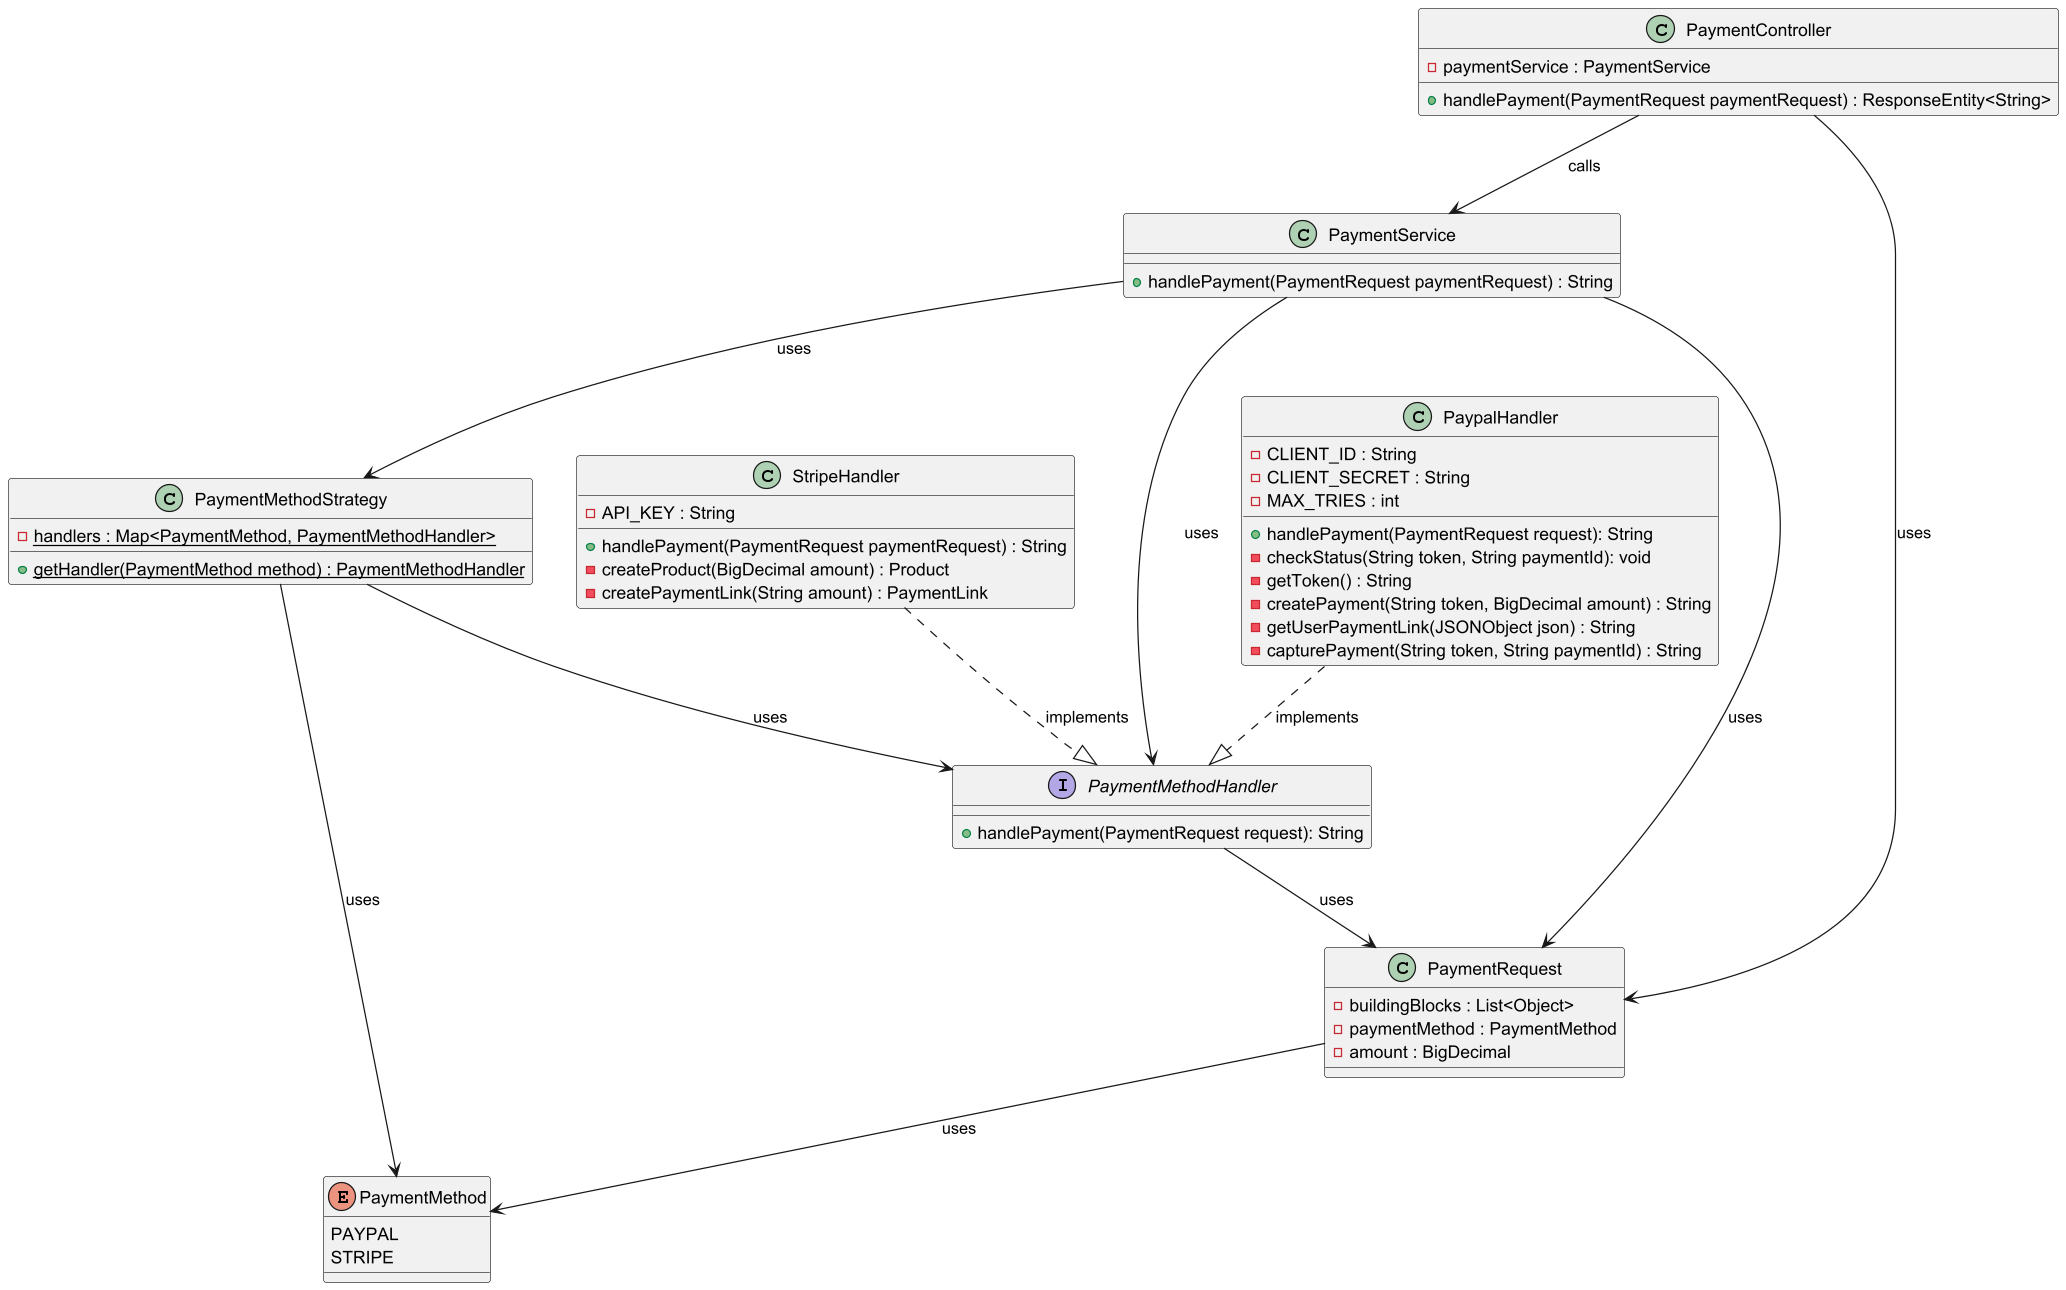 C PaymentController
paymentService : PaymentService
handlePayment(PaymentRequest paymentRequest) : ResponseEntity<String>
calls
C PaymentService
handlePayment(PaymentRequest paymentRequest) : String
uses
uses
uses
uses
C PaymentMethodStrategy
handlers : Map<PaymentMethod, PaymentMethodHandler>
getHandler(PaymentMethod method) : PaymentMethodHandler
C StripeHandler
API_KEY : String
handlePayment(PaymentRequest paymentRequest) : String
createProduct(BigDecimal amount) : Product
createPaymentLink(String amount) : PaymentLink
C PaypalHandler
CLIENT_ID : String
CLIENT_SECRET : String
MAX_TRIES : int
handlePayment(PaymentRequest request): String
checkStatus(String token, String paymentId): void
getToken() : String
createPayment(String token, BigDecimal amount) : String
getUserPaymentLink(JSONObject json) : String
capturePayment(String token, String paymentId) : String
uses
implements
implements
I PaymentMethodHandler
handlePayment(PaymentRequest request): String
uses
uses
C PaymentRequest
buildingBlocks : List<Object>
paymentMethod : PaymentMethod
amount : BigDecimal
uses
E PaymentMethod
PAYPAL
STRIPE